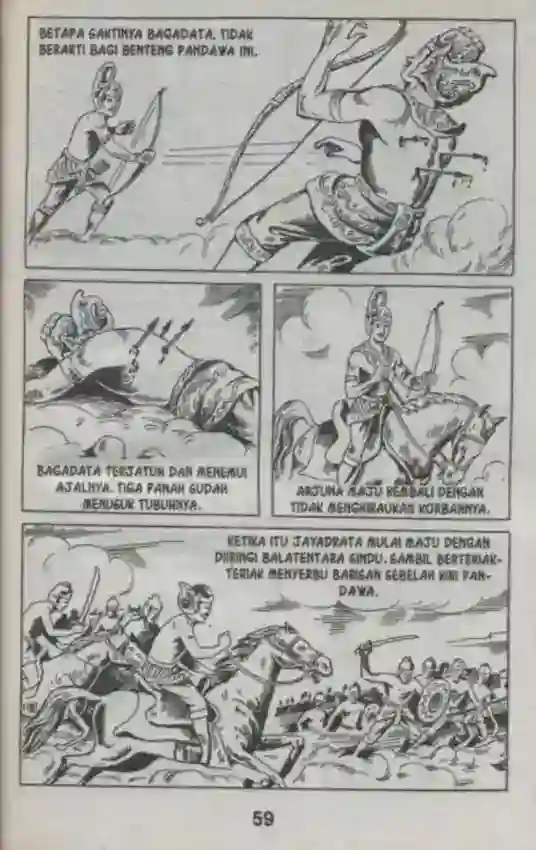 BETAPA SAKTINYA BAGADATA, TIDAK
BERARTI BAGI BENTENG PANDAWA INI.
BAGADATA TERJATUH DAN MENEMUI
AJALNYA. TIGA PANAH SUDAH
MENUSUK TUBUHNYA.
ARJUNA MAJU KEMBALI DENGAN
TIDAK MENGHIRAUKAN KORBANNYA.
KETIKA ITU JAYADRATA MULAI MAJU DENGAN
DIIRINGI BALATENTARA SINDU. SAMBIL BERTERIAK-
TERIAK MENYERBU BARISAN SEBELAH KIRI PAN-
DAWA.
59